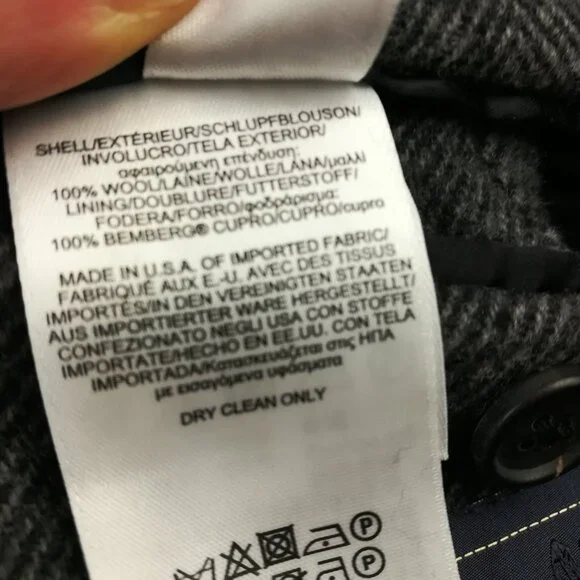 SHELL/EXTÉRIEUR/SCHLUPFBLOUSON/
INVOLUCRO/TELA EXTERIOR/
αφαιρούμενη επένδυση:
100% WOOL/LAINE/WOLLE/LANA/μαλλί
LINING/DOUBLURE/FUTTERSTOFF/
FODERA/FORRO/φοδράρισμα:
100% BEMBERG® CUPRO/CUPRO/cupro
MADE IN U.S.A. OF IMPORTED FABRIC/
FABRIQUÉ AUX E.-U. AVEC DES TISSUS
IMPORTÉS/IN DEN VEREINIGTEN STAATEN
AUS IMPORTIERTER WARE HERGESTELLT/
CONFEZIONATO NEGLI USA CON STOFFE
IMPORTATE/HECHO EN EE.UU. CON TELA
IMPORTADA/Κατασκευάζεται στις ΗΠΑ
με εισαγόμενα υφάσματα
DRY CLEAN ONLY
P
P